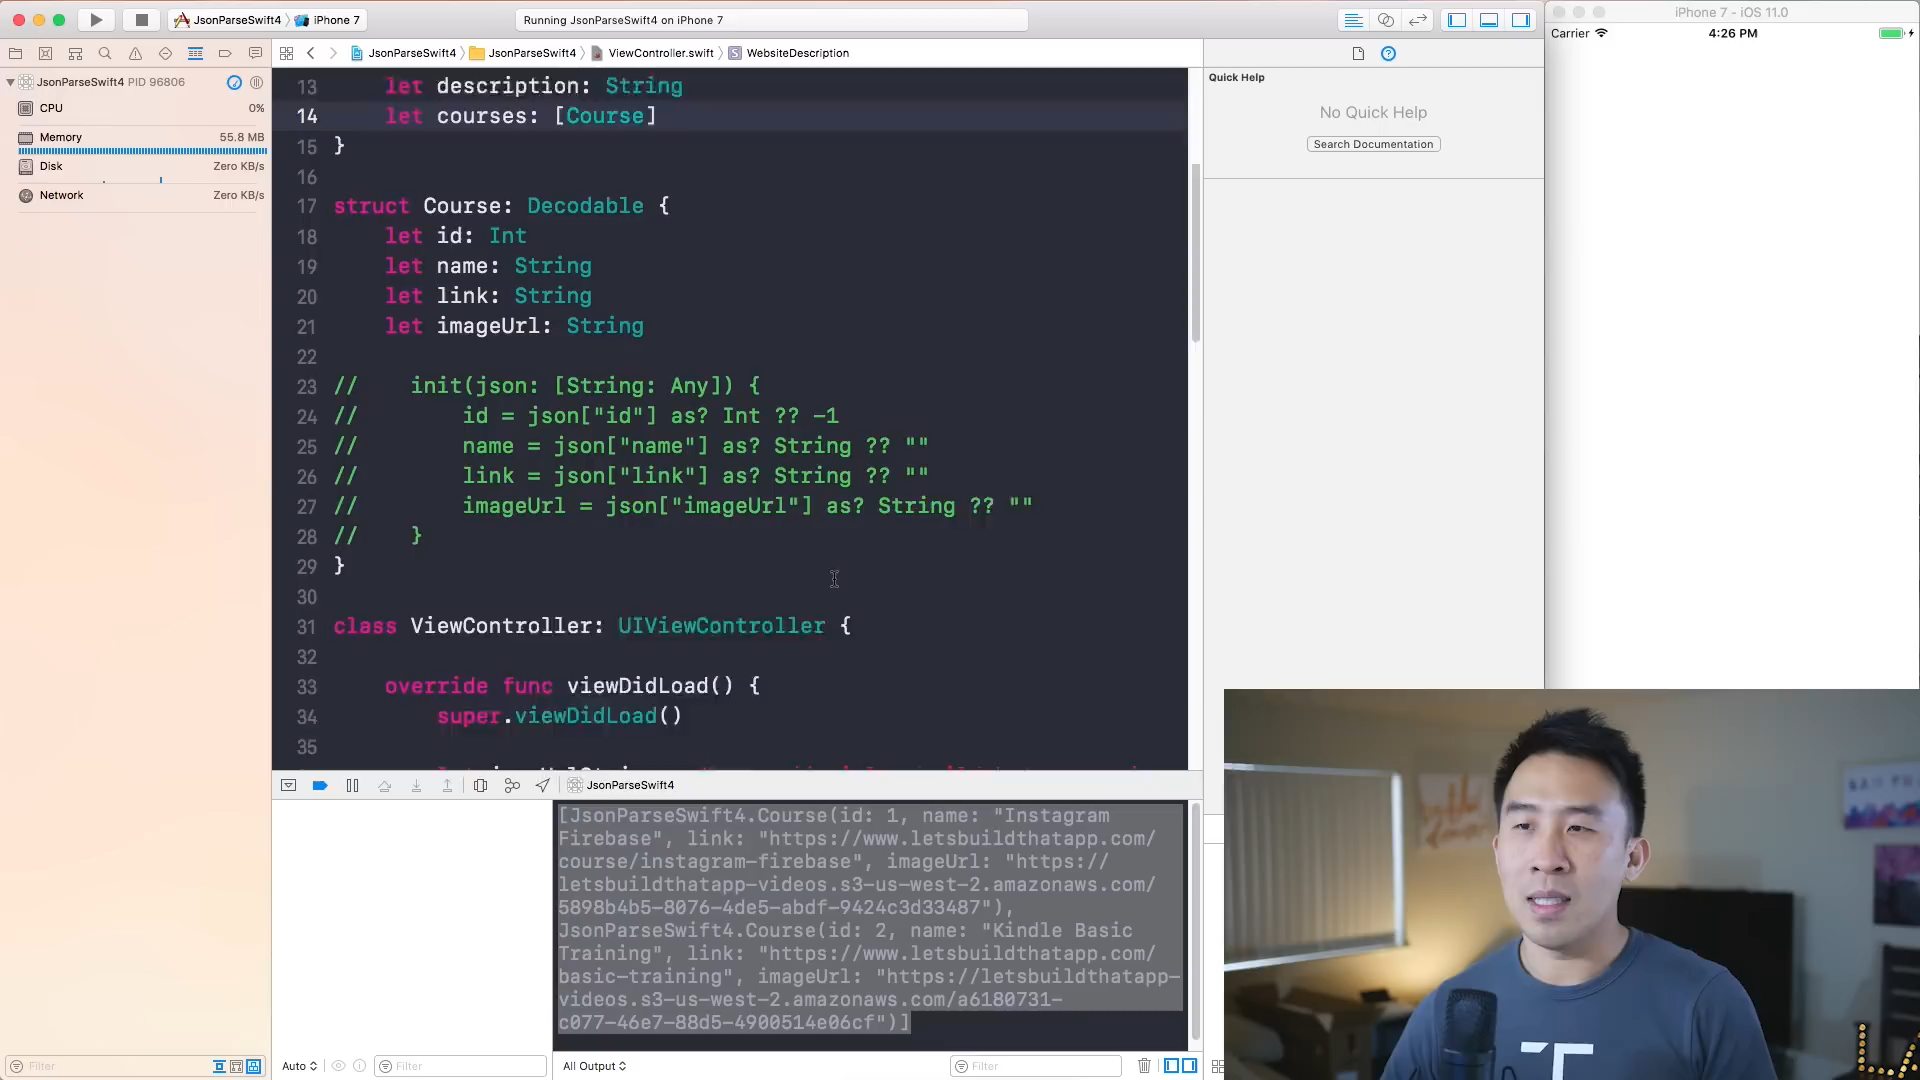 JsonParseSwift4 〉 iPhone 7
Running JsonParseSwift4 on iPhone 7
iPhone 7 - iOS 11.0
Carrier
4:26 PM
JsonParseSwift4 〉 JsonParseSwift4 〉 ViewController.swift 〉 S WebsiteDescription
JsonParseSwift4 PID 96806
CPU 0%
Memory 55.8 MB
Disk Zero KB/s
Network Zero KB/s
Quick Help
No Quick Help
Search Documentation
13 let description: String
14 let courses: [Course]
15 }
16
17 struct Course: Decodable {
18 let id: Int
19 let name: String
20 let link: String
21 let imageUrl: String
22
23 // init(json: [String: Any]) {
24 // id = json["id"] as? Int ?? -1
25 // name = json["name"] as? String ?? ""
26 // link = json["link"] as? String ?? ""
27 // imageUrl = json["imageUrl"] as? String ?? ""
28 // }
29 }
30
31 class ViewController: UIViewController {
32
33 override func viewDidLoad() {
34 super.viewDidLoad()
35
JsonParseSwift4
[JsonParseSwift4.Course(id: 1, name: "Instagram
Firebase", link: "https://www.letsbuildthatapp.com/
course/instagram-firebase", imageUrl: "https://
letsbuildthatapp-videos.s3-us-west-2.amazonaws.com/
5898b4b5-8076-4de5-abdf-9424c3d33487"),
JsonParseSwift4.Course(id: 2, name: "Kindle Basic
Training", link: "https://www.letsbuildthatapp.com/
basic-training", imageUrl: "https://letsbuildthatapp-
videos.s3-us-west-2.amazonaws.com/a6180731-
c077-46e7-88d5-4900514e06cf")]
Filter
Auto
Filter
All Output
Filter